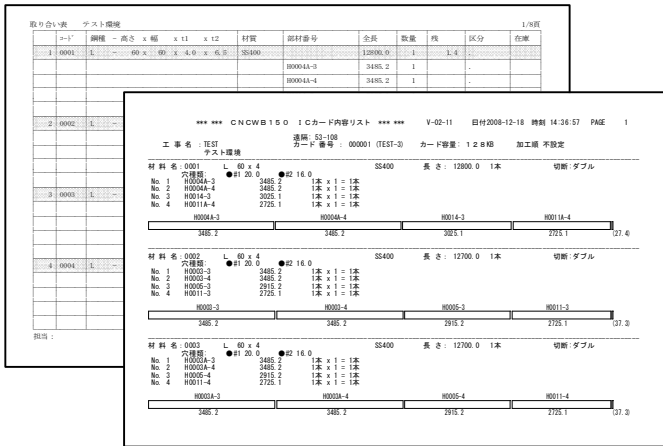 取り合い表 テスト環境 1/8頁
ｺｰﾄﾞ 鋼種 － 高さ x 幅 x t1 x t2 材質 部材番号 全長 数量 残 区分 在庫
1 0001 L － 60 x 60 x 4.0 x 6.5 SS400 12800.0 1 1.4 .
H0004A-3 3485.2 1 .
H0004A-4 3485.2 1 .
2 0002 L －
3 0003 L －
4 0004 L －
担当：
*** *** ＣＮＣＷＢ１５０ ＩＣカード内容リスト *** *** V-02-11 日付2008-12-18 時刻 14:36:57 PAGE 1
遠隔: 53-108
工 事 名 : TEST カード 番号 : 000001 (TEST-3) カード容量: １２８KB 加工順 不設定
テスト環境
材 料 名 : 0001 L 60 x 4 SS400 長 さ : 12800.0 1本 切断:ダブル
穴種類: ●#1 20.0 ●#2 16.0
No. 1 H0004A-3 3485.2 1本 x 1 = 1本
No. 2 H0004A-4 3485.2 1本 x 1 = 1本
No. 3 H0014-3 3025.1 1本 x 1 = 1本
No. 4 H0011A-4 2725.1 1本 x 1 = 1本
H0004A-3 H0004A-4 H0014-3 H0011A-4
3485.2 3485.2 3025.1 2725.1 (27.4)
材 料 名 : 0002 L 60 x 4 SS400 長 さ : 12700.0 1本 切断:ダブル
穴種類: ●#1 20.0 ●#2 16.0
No. 1 H0003-3 3485.2 1本 x 1 = 1本
No. 2 H0003-4 3485.2 1本 x 1 = 1本
No. 3 H0005-3 2915.2 1本 x 1 = 1本
No. 4 H0011-3 2725.1 1本 x 1 = 1本
H0003-3 H0003-4 H0005-3 H0011-3
3485.2 3485.2 2915.2 2725.1 (37.3)
材 料 名 : 0003 L 60 x 4 SS400 長 さ : 12700.0 1本 切断:ダブル
穴種類: ●#1 20.0 ●#2 16.0
No. 1 H0003A-3 3485.2 1本 x 1 = 1本
No. 2 H0003A-4 3485.2 1本 x 1 = 1本
No. 3 H0005-4 2915.2 1本 x 1 = 1本
No. 4 H0011-4 2725.1 1本 x 1 = 1本
H0003A-3 H0003A-4 H0005-4 H0011-4
3485.2 3485.2 2915.2 2725.1 (37.3)